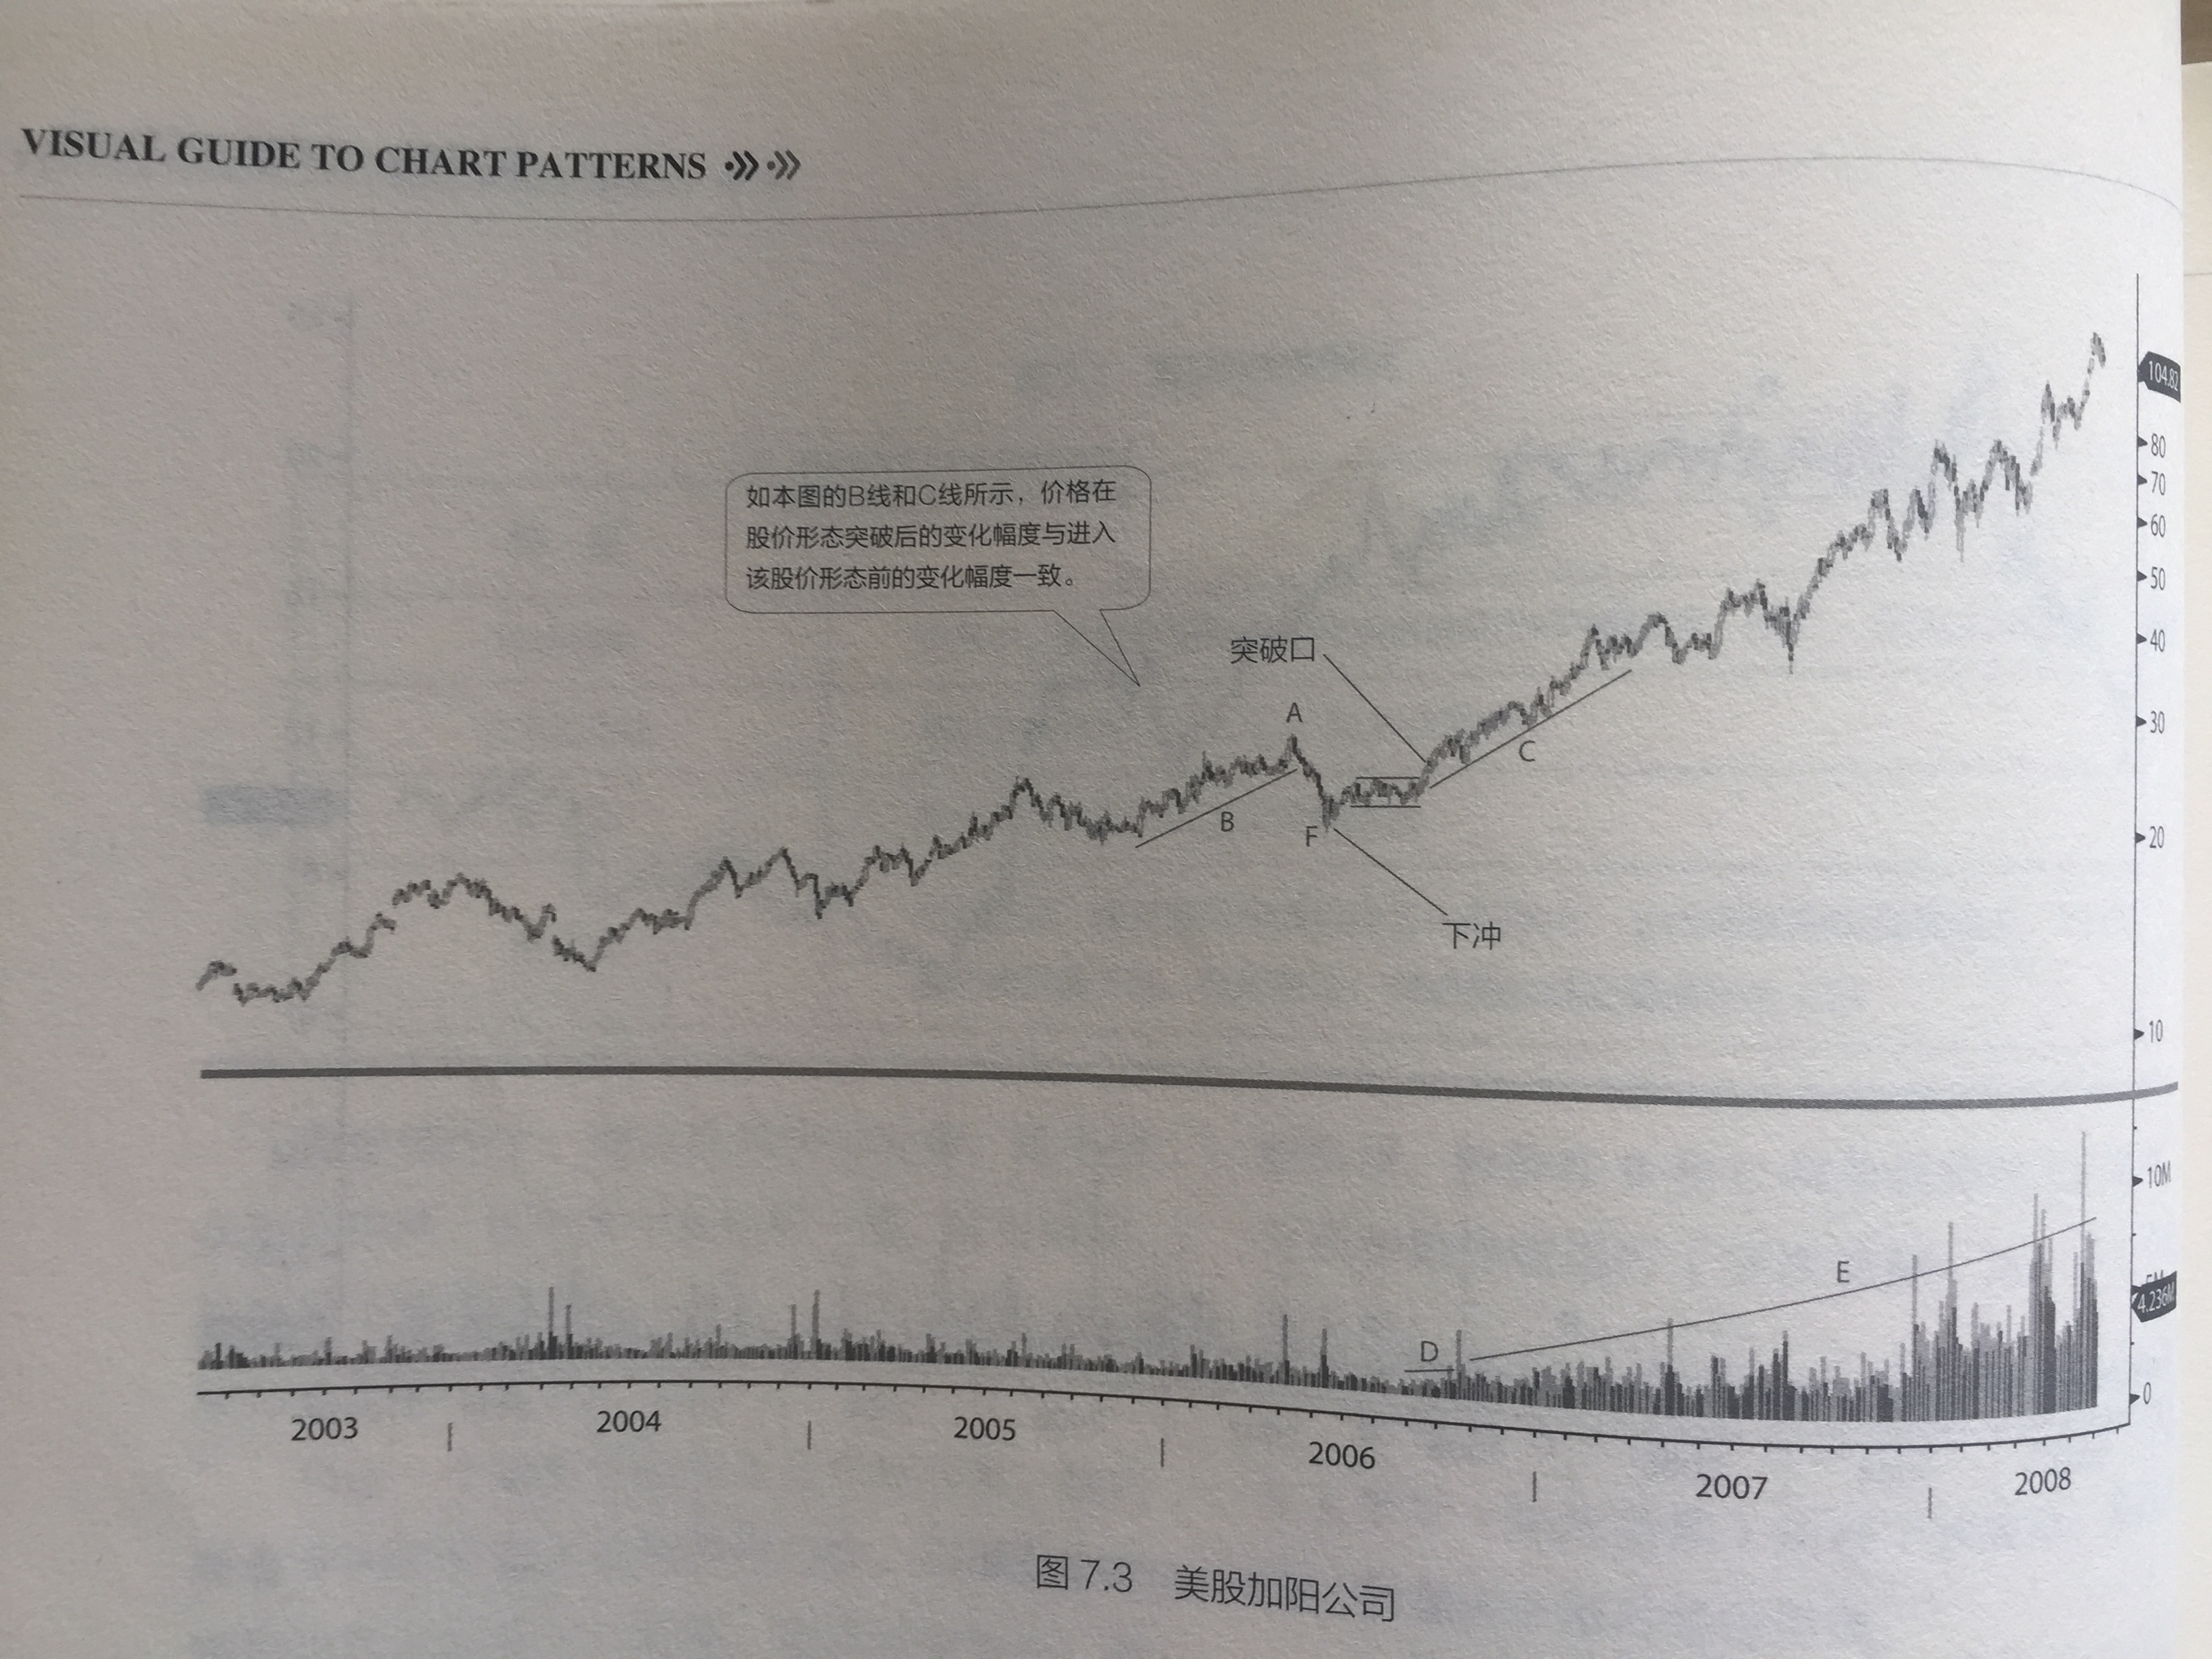 VISUAL GUIDE TO CHART PATTERNS
104.82
80
70
60
50
40
30
20
10
如本图的B线和C线所示，价格在
股价形态突破后的变化幅度与进入
该股价形态前的变化幅度一致。
突破口
A
B
C
F
下冲
10M
5M
4.236M
0
E
D
2003
2004
2005
2006
2007
2008
图 7.3 美股加阳公司